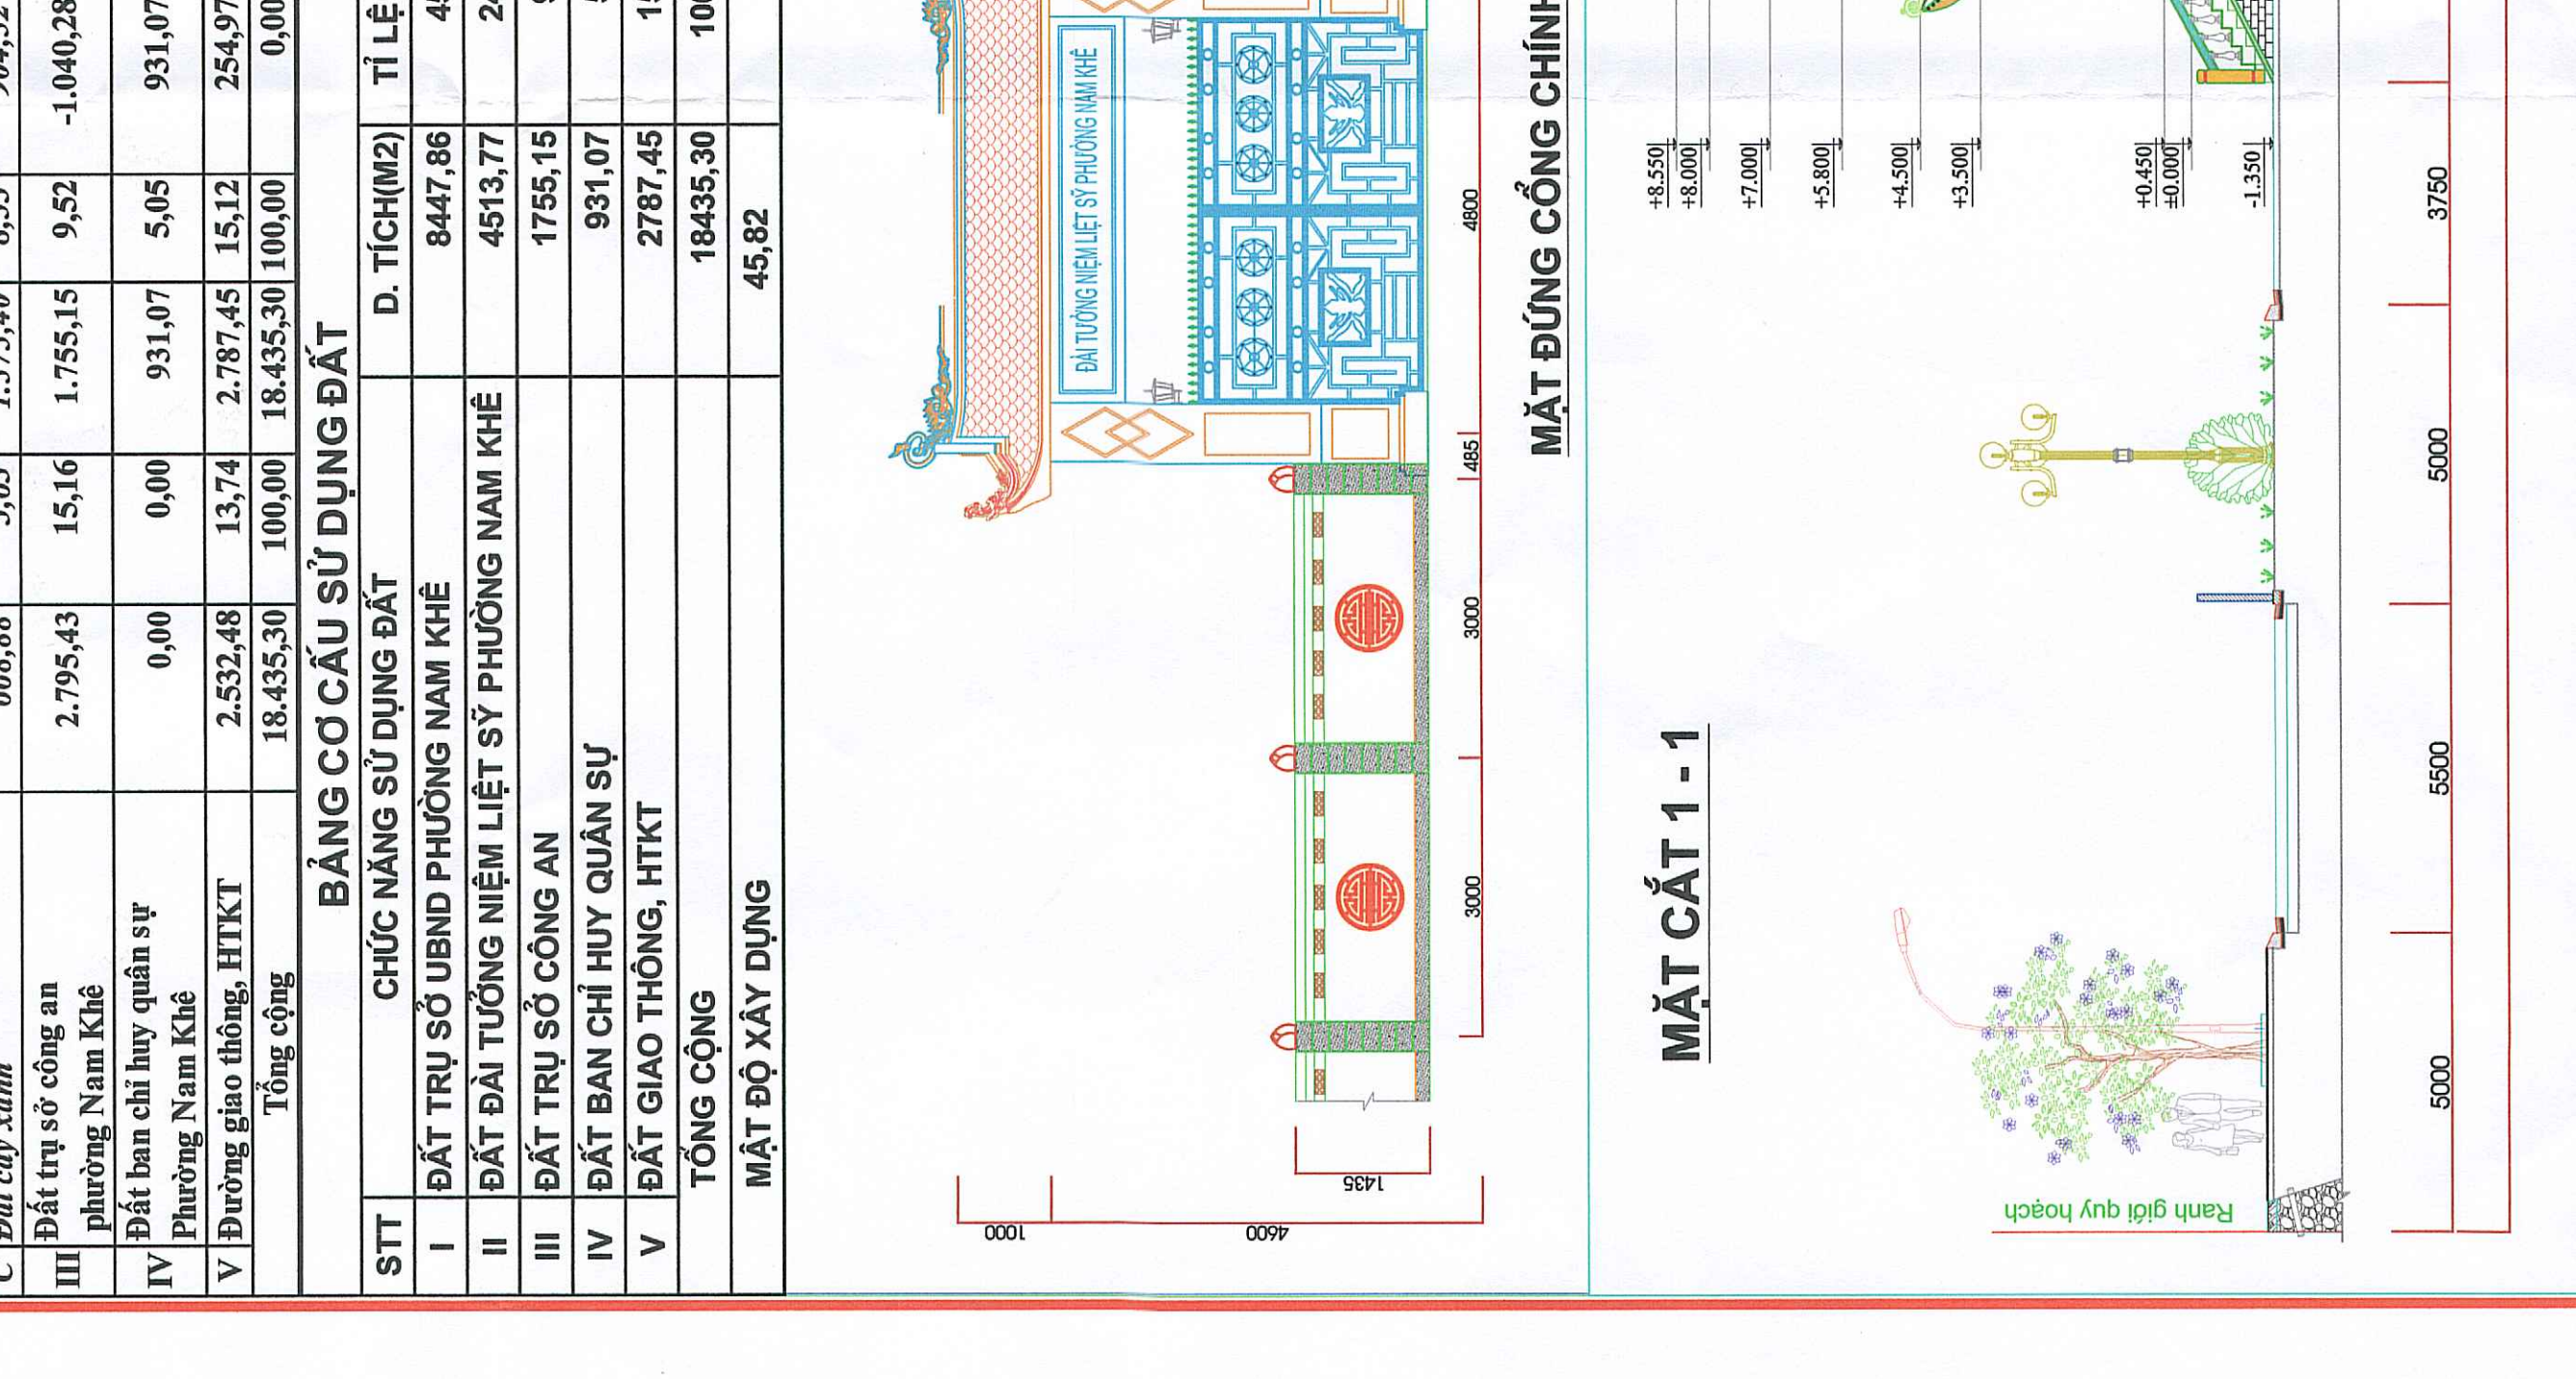 Đất cây xanh
III Đất trụ sở công an phường Nam Khê 2.795,43 15,16 1.755,15 9,52 -1.040,28
IV Đất ban chỉ huy quân sự Phường Nam Khê 0,00 0,00 931,07 5,05 931,07
V Đường giao thông, HTKT 2.532,48 13,74 2.787,45 15,12 254,97
Tổng cộng 18.435,30 100,00 18.435,30 100,00 0,00
BẢNG CƠ CẤU SỬ DỤNG ĐẤT
STT CHỨC NĂNG SỬ DỤNG ĐẤT D. TÍCH(M2) TỈ LỆ
I ĐẤT TRỤ SỞ UBND PHƯỜNG NAM KHÊ 8447,86
II ĐẤT ĐÀI TƯỞNG NIỆM LIỆT SỸ PHƯỜNG NAM KHÊ 4513,77
III ĐẤT TRỤ SỞ CÔNG AN 1755,15
IV ĐẤT BAN CHỈ HUY QUÂN SỰ 931,07
V ĐẤT GIAO THÔNG, HTKT 2787,45
TỔNG CỘNG 18435,30
MẬT ĐỘ XÂY DỰNG 45,82
ĐÀI TƯỞNG NIỆM LIỆT SỸ PHƯỜNG NAM KHÊ
1000
4600
1435
3000 3000 485 4800
MẶT ĐỨNG CỔNG CHÍNH
MẶT CẮT 1 - 1
+8.550
+8.000
+7.000
+5.800
+4.500
+3.500
+0.450
±0.000
-1.350
Ranh giới quy hoạch
5000 5500 5000 3750